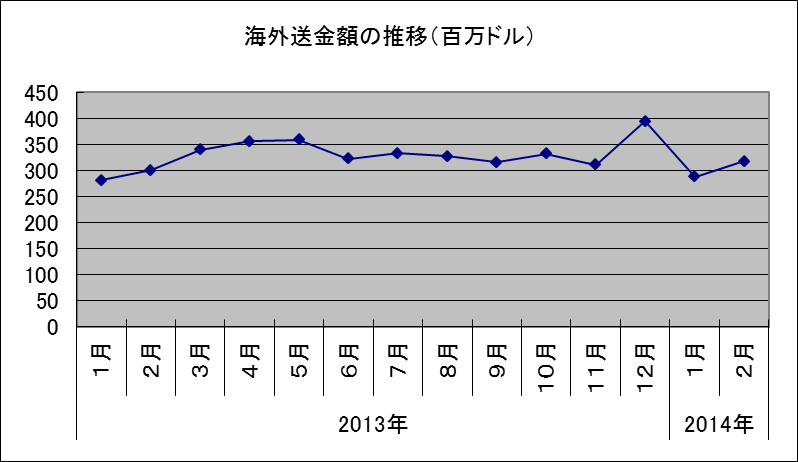 海外送金額の推移(百万ドル)
450
400
350
300
250
200
150
100
50
0
1月
2月
3月
4月
5月
6月
7月
8月
9月
10月
11月
12月
1月
2月
2013年
2014年